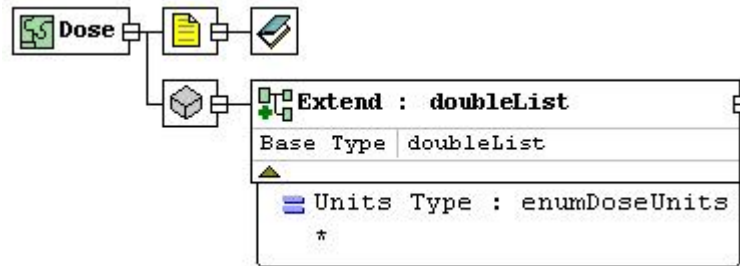 Dose
Extend : doubleList
Base Type doubleList
Units Type : enumDoseUnits
*